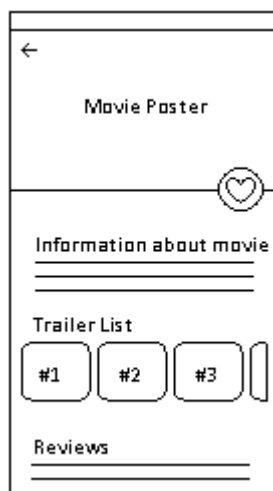 Movie Poster
Information about movie
Trailer List
#1 #2 #3
Reviews